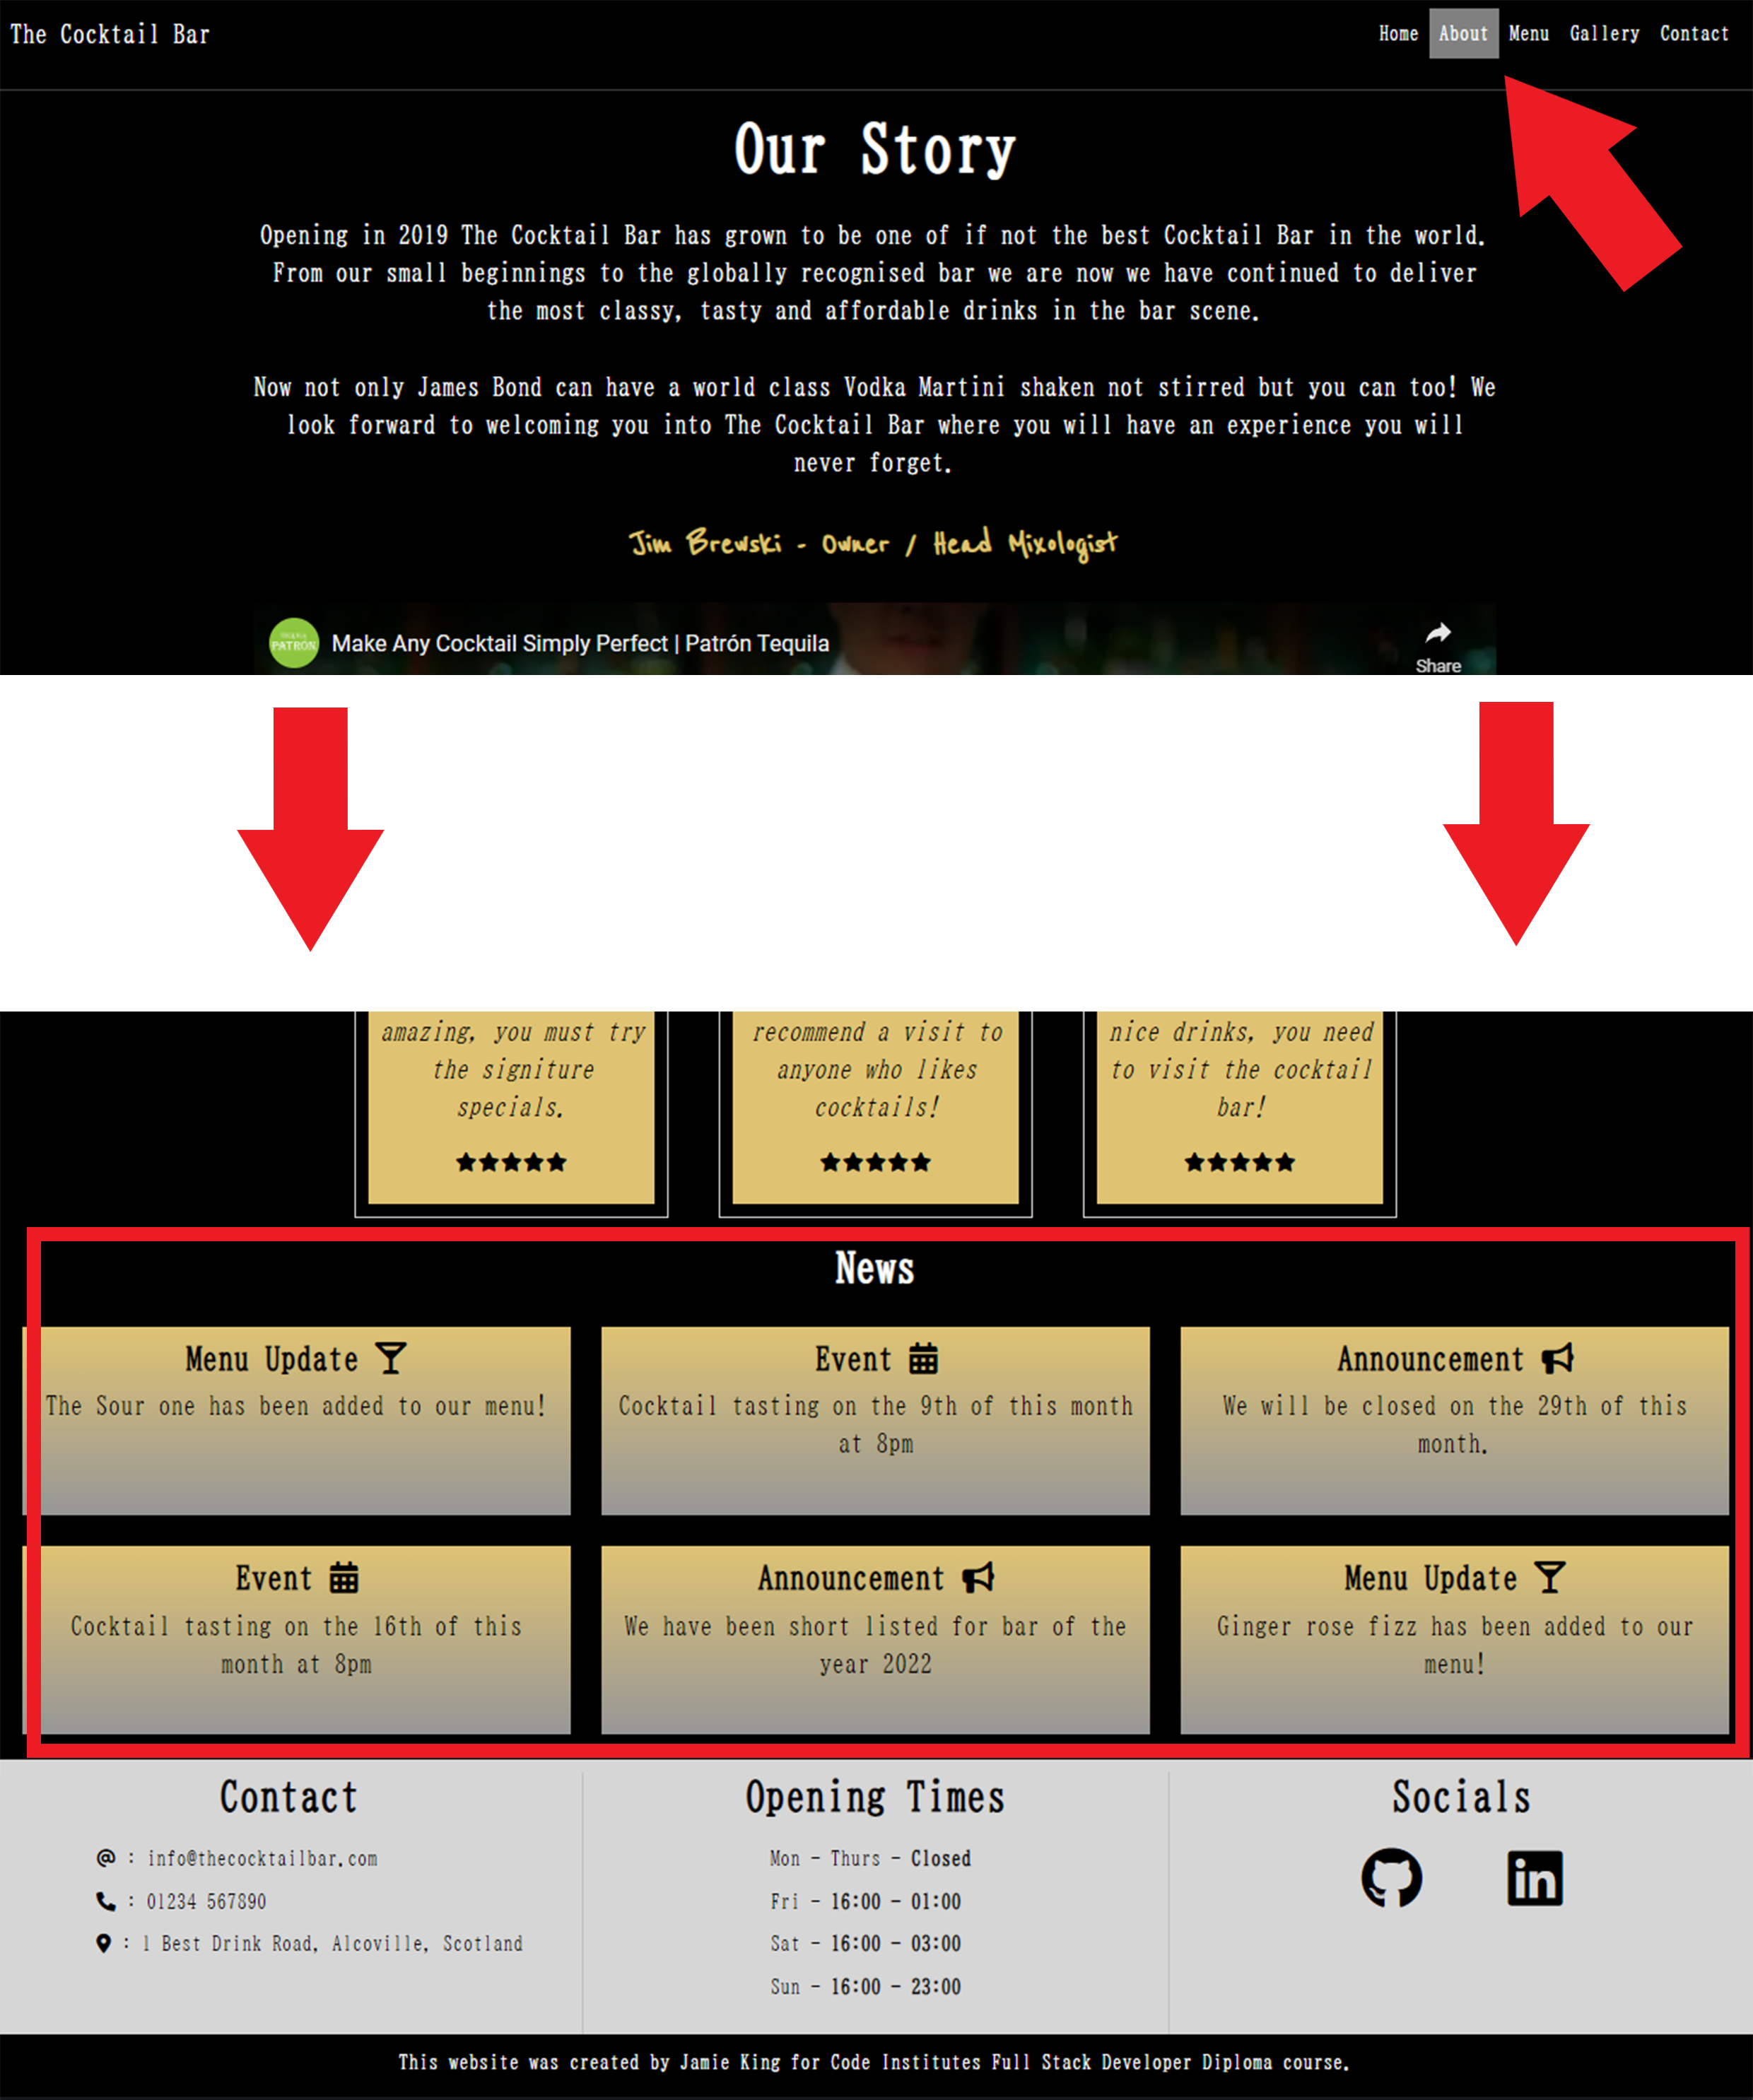 The Cocktail Bar
Home About Menu Gallery Contact
Our Story
Opening in 2019 The Cocktail Bar has grown to be one of if not the best Cocktail Bar in the world.
From our small beginnings to the globally recognised bar we are now we have continued to deliver
the most classy, tasty and affordable drinks in the bar scene.
Now not only James Bond can have a world class Vodka Martini shaken not stirred but you can too! We
look forward to welcoming you into The Cocktail Bar where you will have an experience you will
never forget.
Jim Brewski - Owner / Head Mixologist
TEQUILA
PATRÓN
Make Any Cocktail Simply Perfect | Patrón Tequila
Share
amazing, you must try
the signiture
specials.
recommend a visit to
anyone who likes
cocktails!
nice drinks, you need
to visit the cocktail
bar!
News
Menu Update
The Sour one has been added to our menu!
Event
Cocktail tasting on the 9th of this month
at 8pm
Announcement
We will be closed on the 29th of this
month.
Event
Cocktail tasting on the 16th of this
month at 8pm
Announcement
We have been short listed for bar of the
year 2022
Menu Update
Ginger rose fizz has been added to our
menu!
Contact
@ : info@thecocktailbar.com
: 01234 567890
: 1 Best Drink Road, Alcoville, Scotland
Opening Times
Mon - Thurs - Closed
Fri - 16:00 - 01:00
Sat - 16:00 - 03:00
Sun - 16:00 - 23:00
Socials
in
This website was created by Jamie King for Code Institutes Full Stack Developer Diploma course.